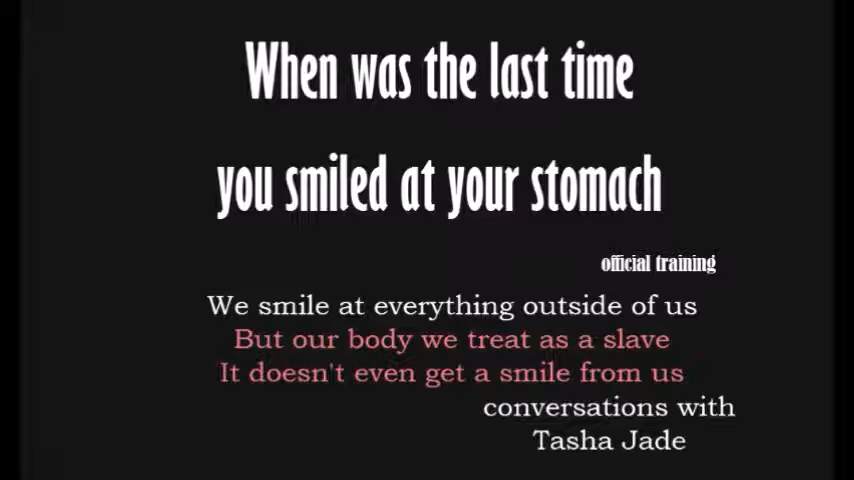 When was the last time
you smiled at your stomach
official training
We smile at everything outside of us
But our body we treat as a slave
It doesn't even get a smile from us
conversations with
Tasha Jade